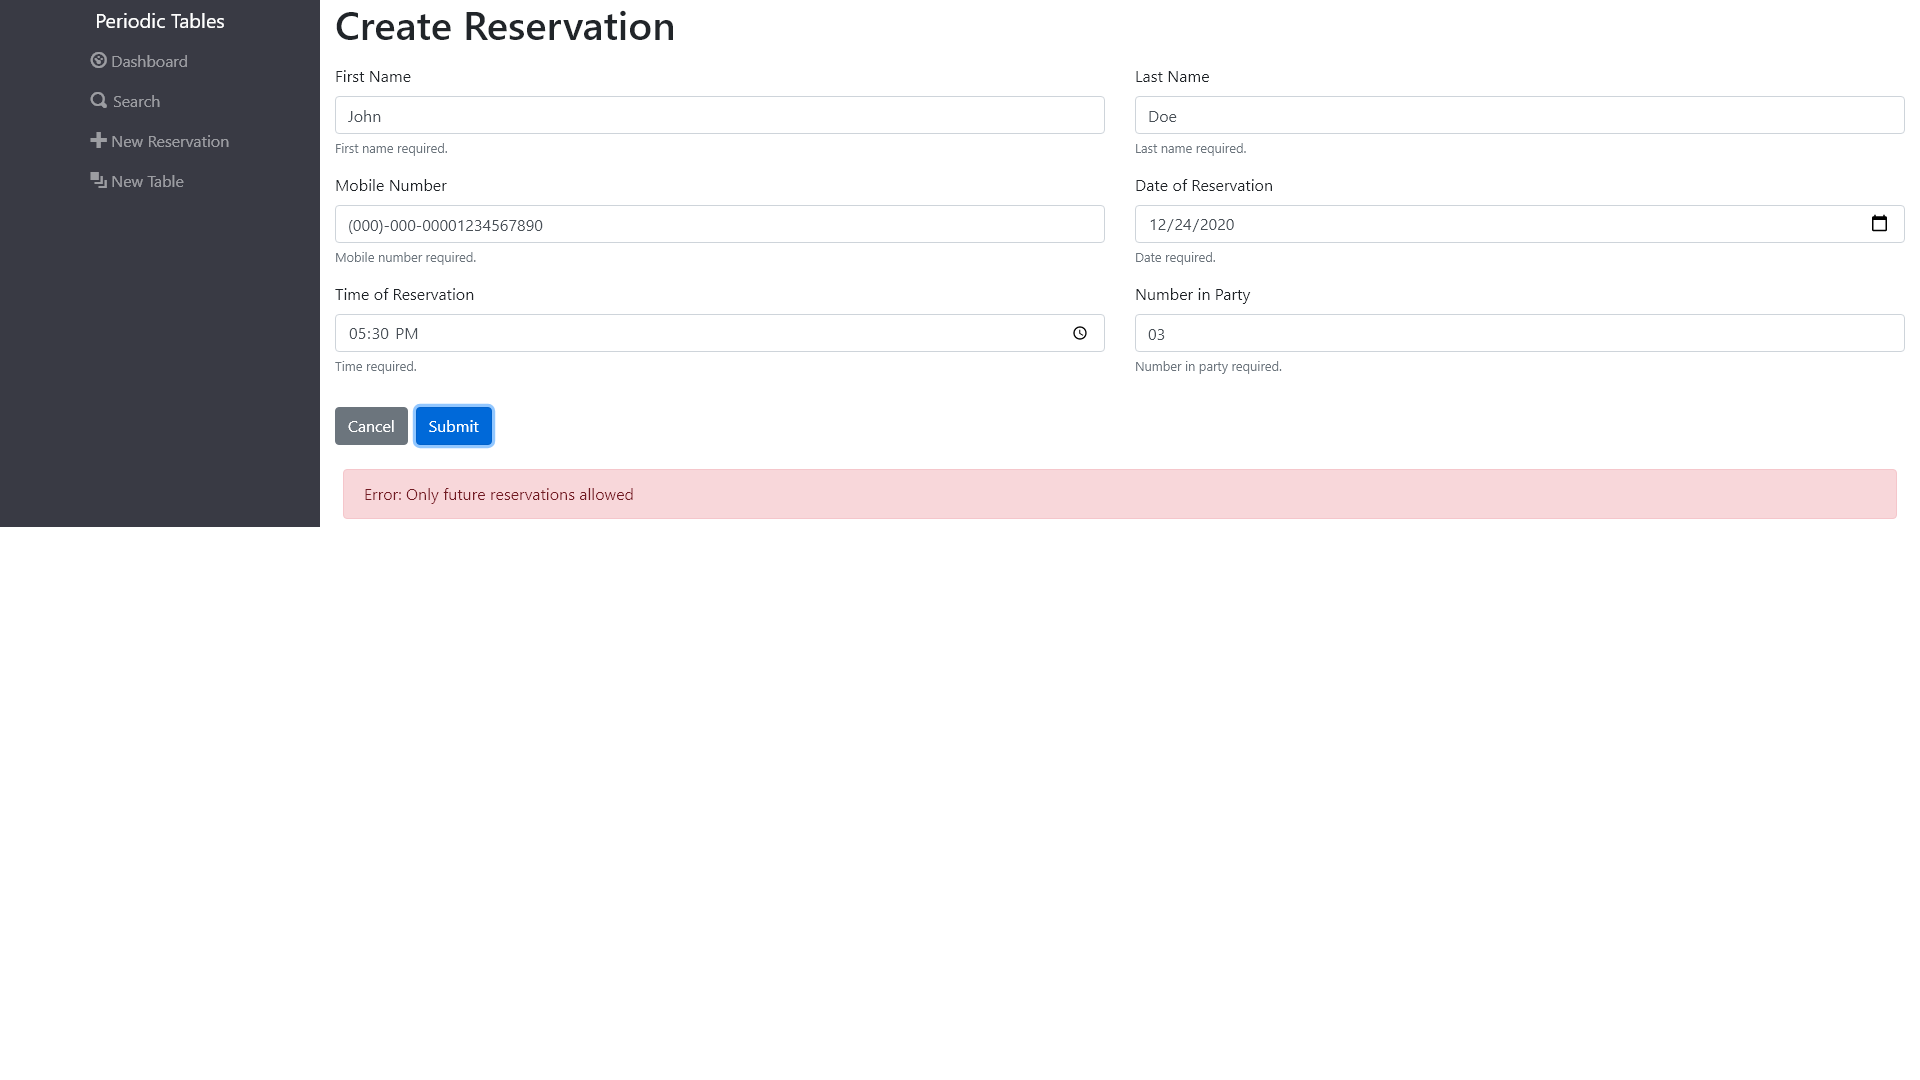 Periodic Tables
Dashboard
Search
New Reservation
New Table
Create Reservation
First Name
John
First name required.
Last Name
Doe
Last name required.
Mobile Number
(000)-000-00001234567890
Mobile number required.
Date of Reservation
12/24/2020
Date required.
Time of Reservation
05:30 PM
Time required.
Number in Party
03
Number in party required.
Cancel
Submit
Error: Only future reservations allowed